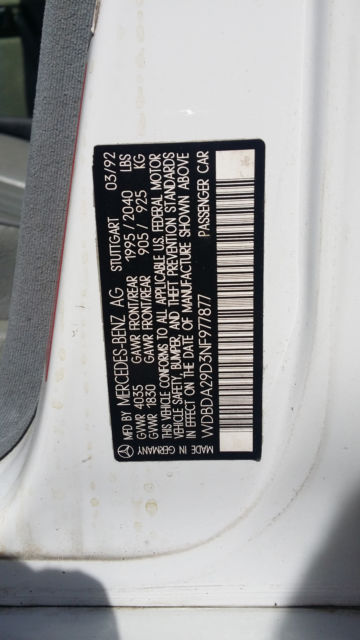 MFD BY MERCEDES-BENZ AG STUTTGART 03/92
GVWR 4035 GAWR FRONT/REAR 1995/2040 LBS
GVWR 1830 GAWR FRONT/REAR 905/925 KG
THIS VEHICLE CONFORMS TO ALL APPLICABLE U.S. FEDERAL MOTOR
VEHICLE SAFETY, BUMPER, AND THEFT PREVENTION STANDARDS
IN EFFECT ON THE DATE OF MANUFACTURE SHOWN ABOVE
WDBDA29D3NF977877 PASSENGER CAR
MADE IN GERMANY